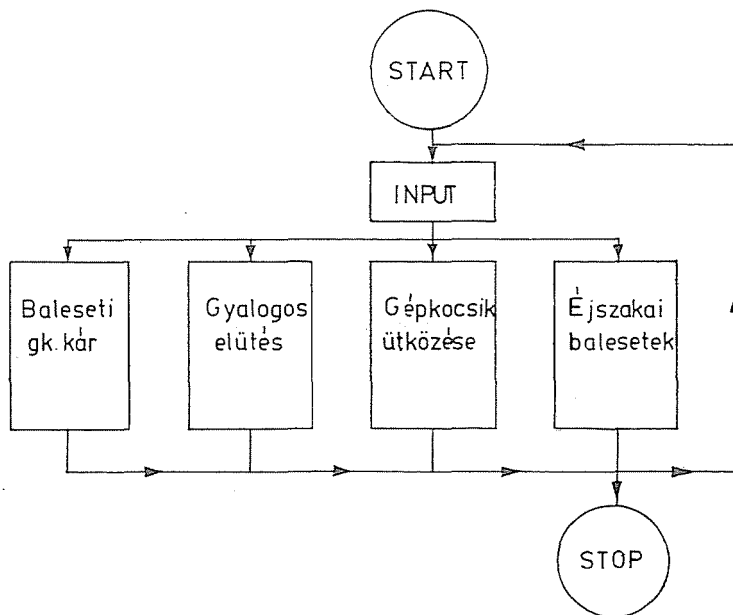 START
INPUT
Baleseti
gk. kár
Gyalogos
elütés
Gépkocsik
ütközése
Éjszakai
balesetek
STOP